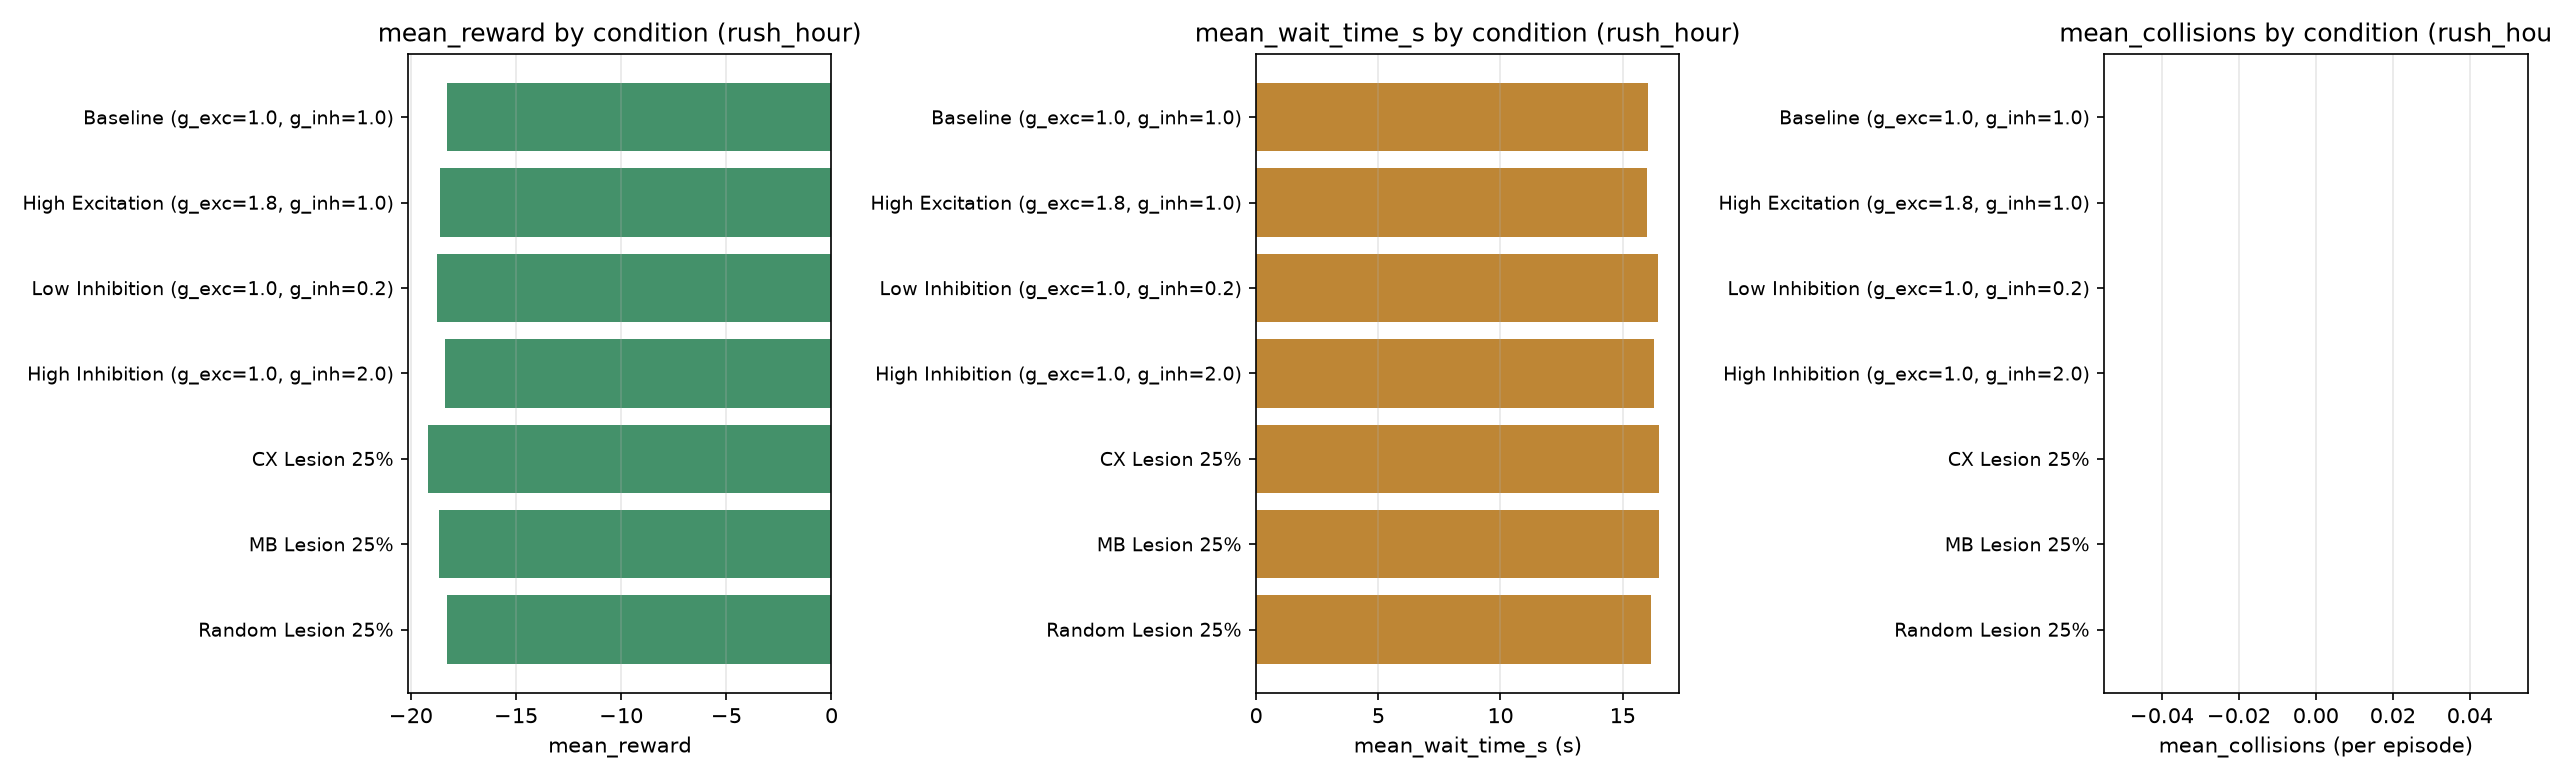 mean_reward by condition (rush_hour)
Baseline (g_exc=1.0, g_inh=1.0)
High Excitation (g_exc=1.8, g_inh=1.0)
Low Inhibition (g_exc=1.0, g_inh=0.2)
High Inhibition (g_exc=1.0, g_inh=2.0)
CX Lesion 25%
MB Lesion 25%
Random Lesion 25%
−20 −15 −10 −5 0
mean_reward
mean_wait_time_s by condition (rush_hour)
Baseline (g_exc=1.0, g_inh=1.0)
High Excitation (g_exc=1.8, g_inh=1.0)
Low Inhibition (g_exc=1.0, g_inh=0.2)
High Inhibition (g_exc=1.0, g_inh=2.0)
CX Lesion 25%
MB Lesion 25%
Random Lesion 25%
0 5 10 15
mean_wait_time_s (s)
mean_collisions by condition (rush_hou
Baseline (g_exc=1.0, g_inh=1.0)
High Excitation (g_exc=1.8, g_inh=1.0)
Low Inhibition (g_exc=1.0, g_inh=0.2)
High Inhibition (g_exc=1.0, g_inh=2.0)
CX Lesion 25%
MB Lesion 25%
Random Lesion 25%
−0.04 −0.02 0.00 0.02 0.04
mean_collisions (per episode)